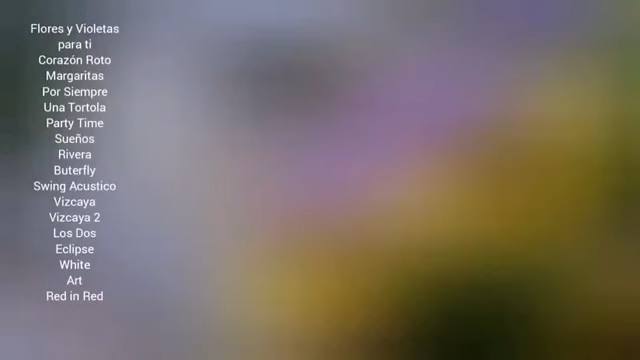 Flores y Violetas
para ti
Corazón Roto
Margaritas
Por Siempre
Una Tortola
Party Time
Sueños
Rivera
Buterfly
Swing Acustico
Vizcaya
Vizcaya 2
Los Dos
Eclipse
White
Art
Red in Red